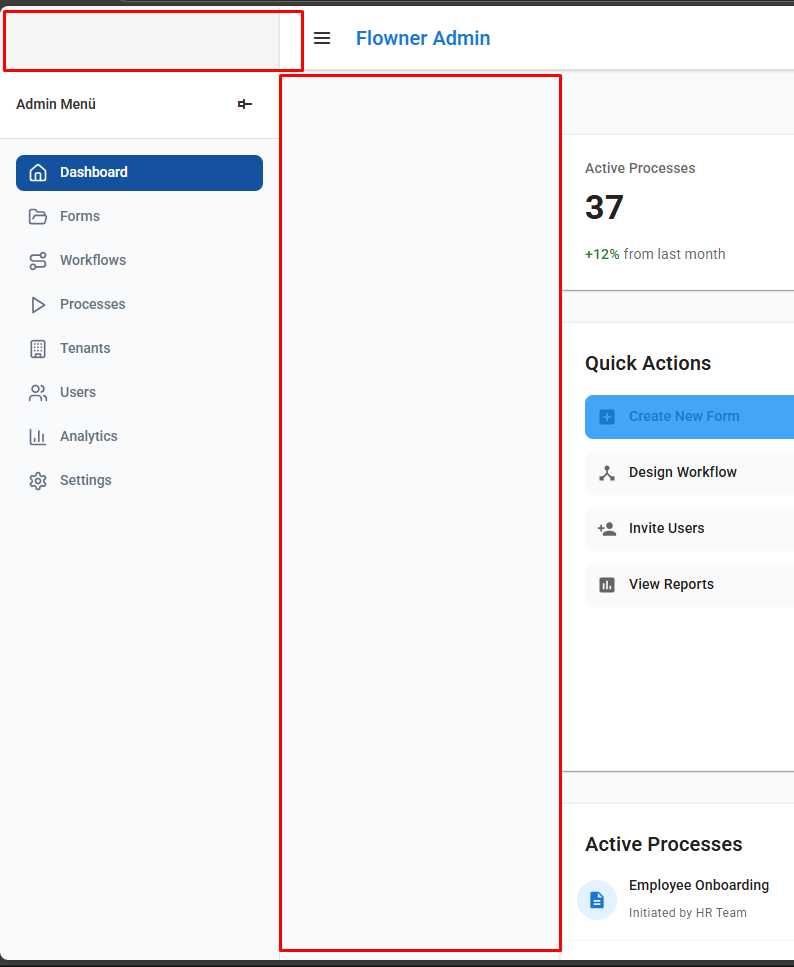 Flowner Admin
Admin Menü
Dashboard
Forms
Workflows
Processes
Tenants
Users
Analytics
Settings
Active Processes
37
+12% from last month
Quick Actions
Create New Form
Design Workflow
Invite Users
View Reports
Active Processes
Employee Onboarding
Initiated by HR Team